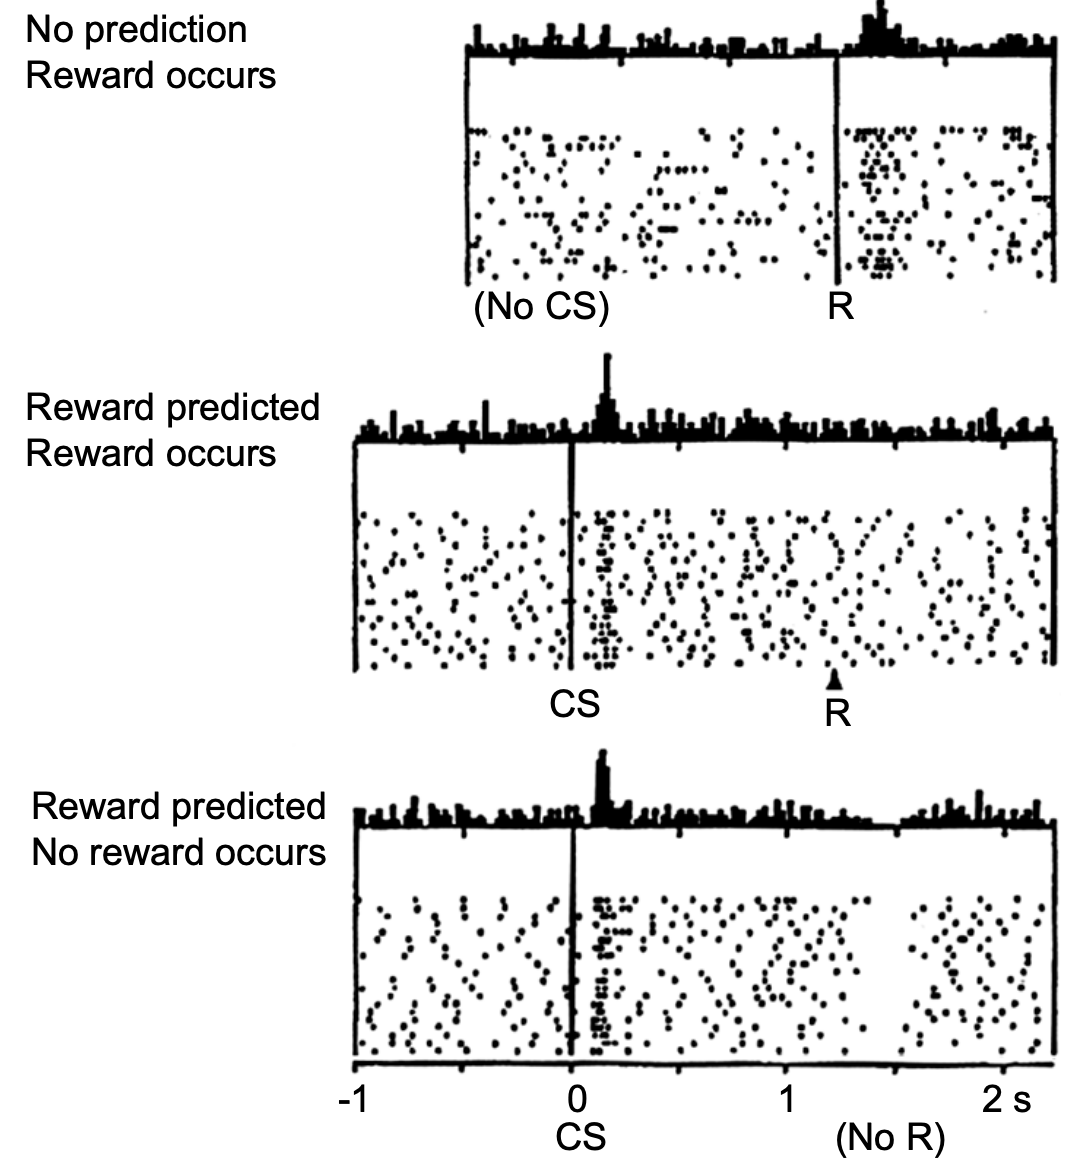 No prediction
Reward occurs
(No CS)
R
Reward predicted
Reward occurs
CS
R
Reward predicted
No reward occurs
-1
0
1
2 s
CS
(No R)